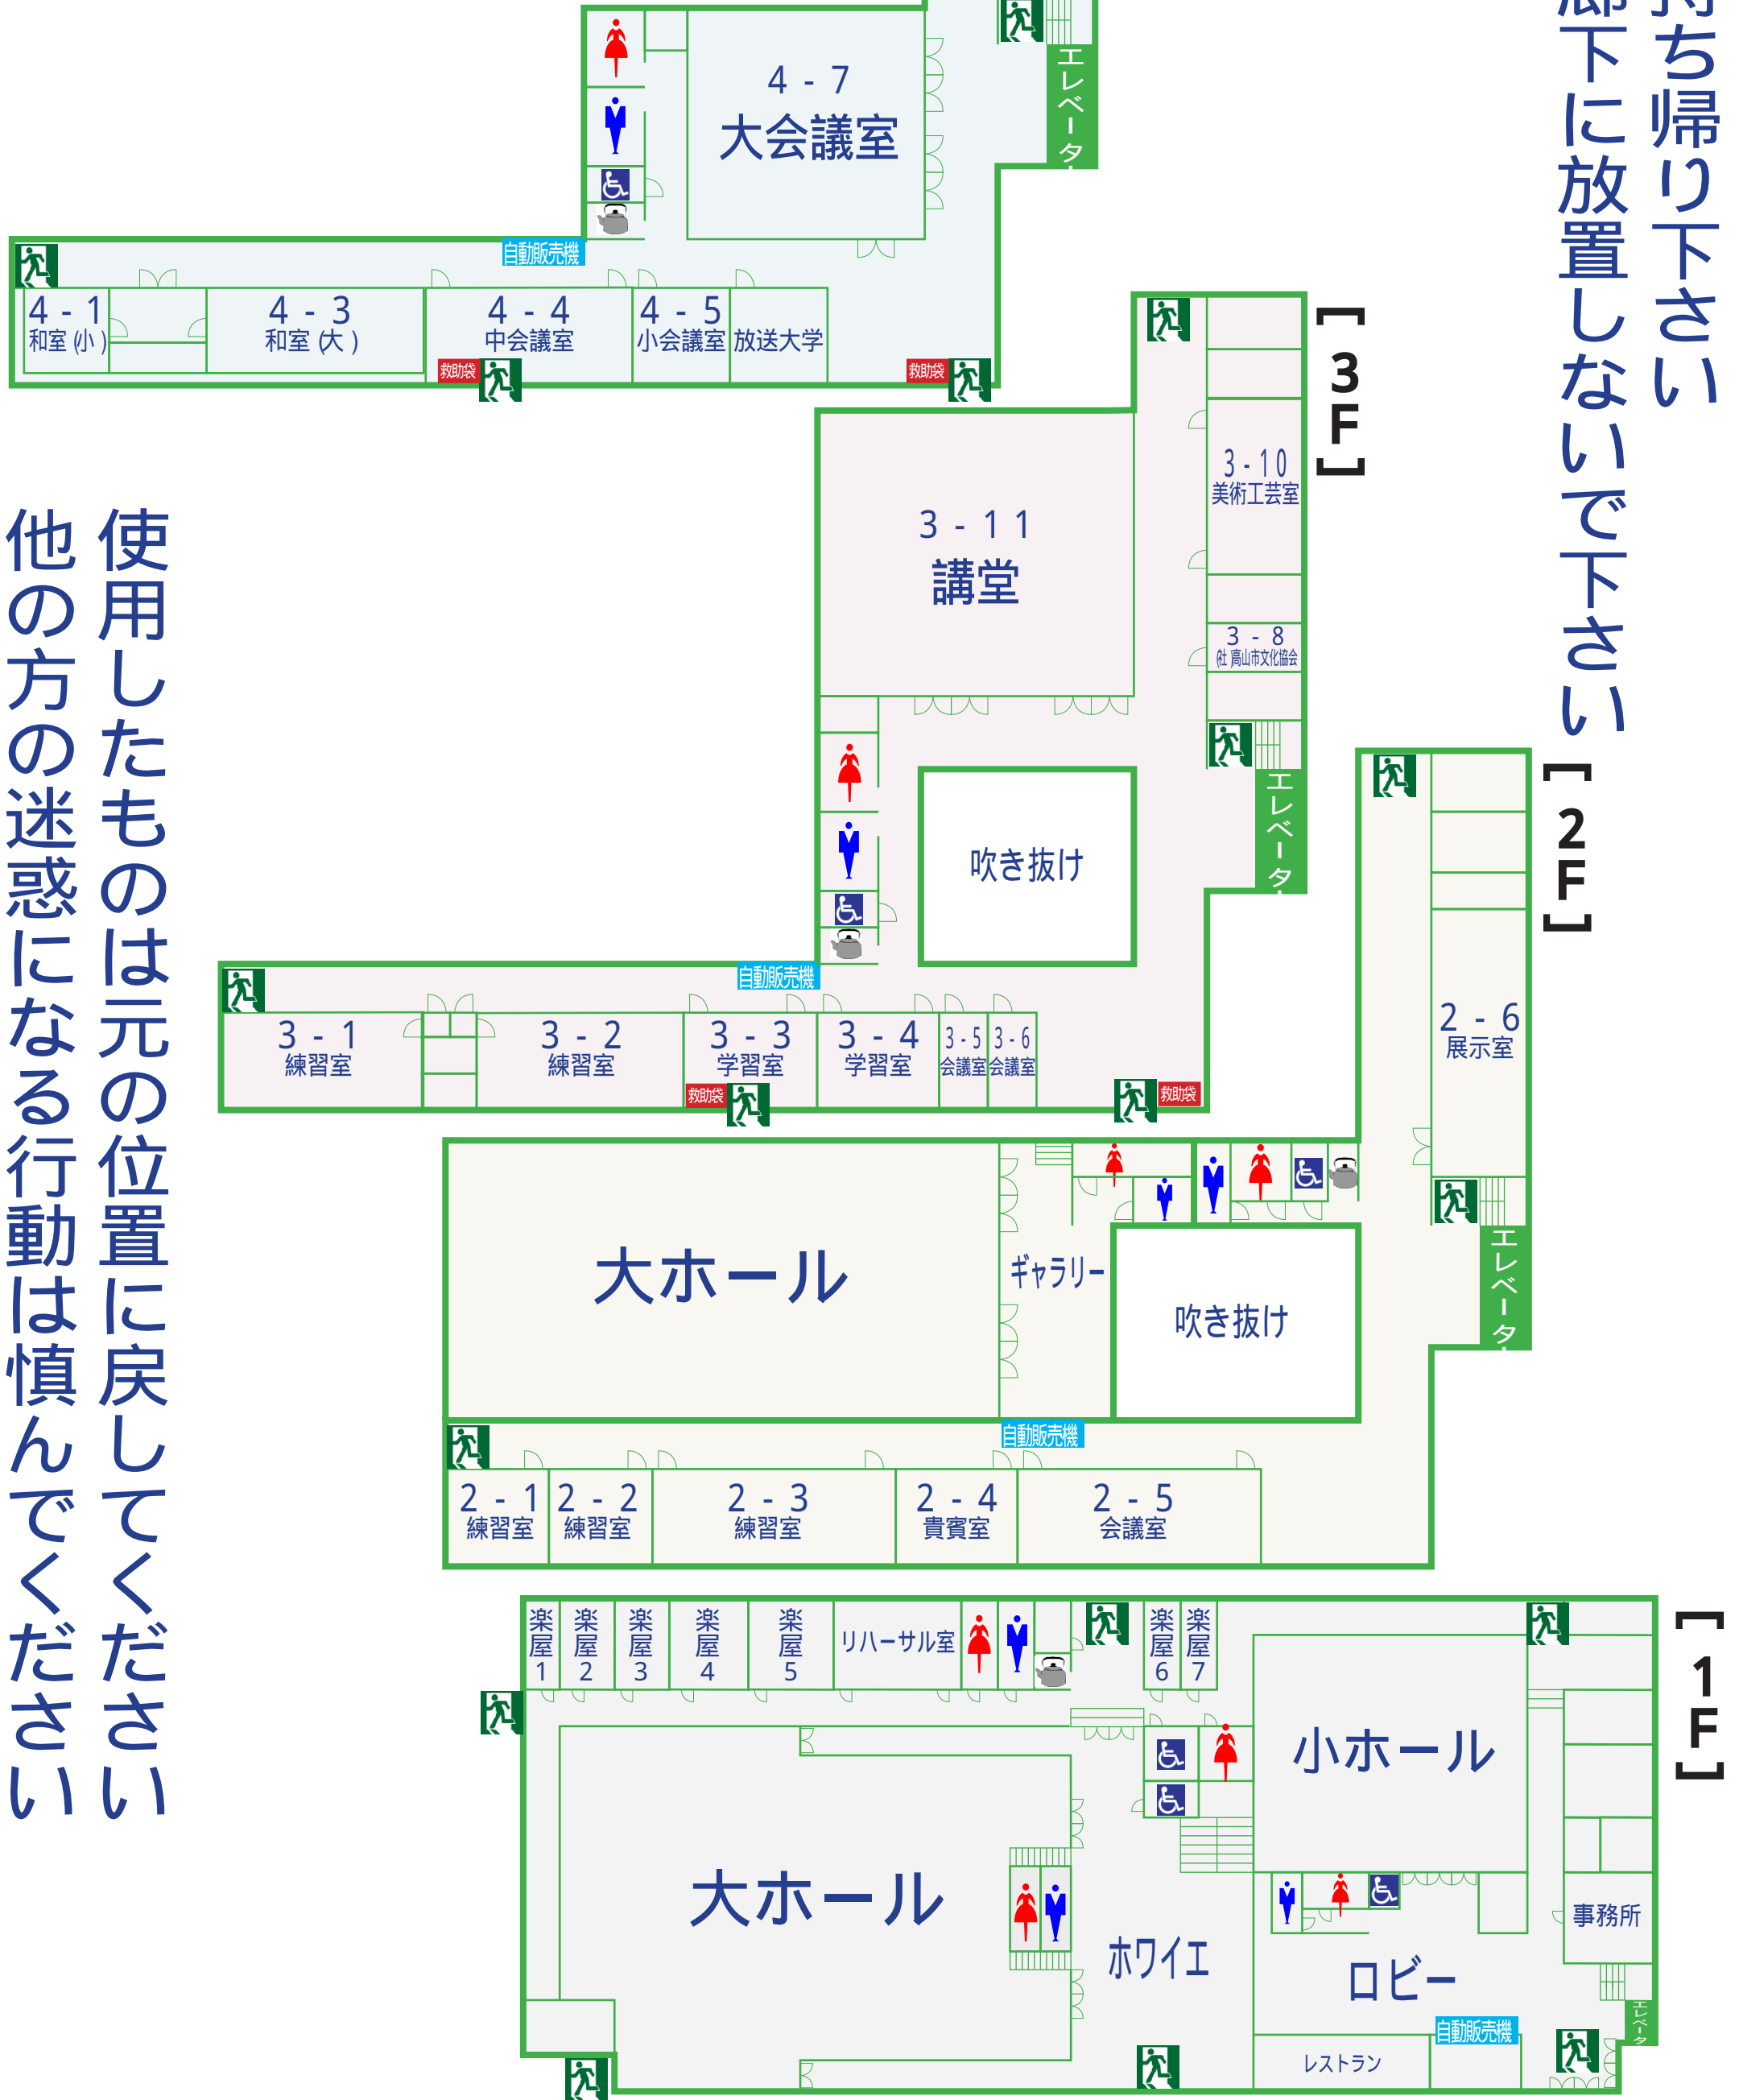 持ち帰り下さい
廊下に放置しないで下さい
エレベータ
4-7
大会議室
自動販売機
4-1
和室(小)
4-3
和室(大)
4-4
中会議室
4-5
小会議室
放送大学
救助袋
救助袋
[3F]
3-10
美術工芸室
3-11
講堂
3-8
(社)高山市文化協会
エレベータ
吹き抜け
自動販売機
3-1
練習室
3-2
練習室
3-3
学習室
3-4
学習室
3-5
会議室
3-6
会議室
救助袋
救助袋
[2F]
2-6
展示室
エレベータ
大ホール
ギャラリー
吹き抜け
自動販売機
2-1
練習室
2-2
練習室
2-3
練習室
2-4
貴賓室
2-5
会議室
[1F]
楽屋1
楽屋2
楽屋3
楽屋4
楽屋5
リハーサル室
楽屋6
楽屋7
小ホール
大ホール
ホワイエ
ロビー
事務所
エレベータ
自動販売機
レストラン
使用したものは元の位置に戻してください
他の方の迷惑になる行動は慎んでください